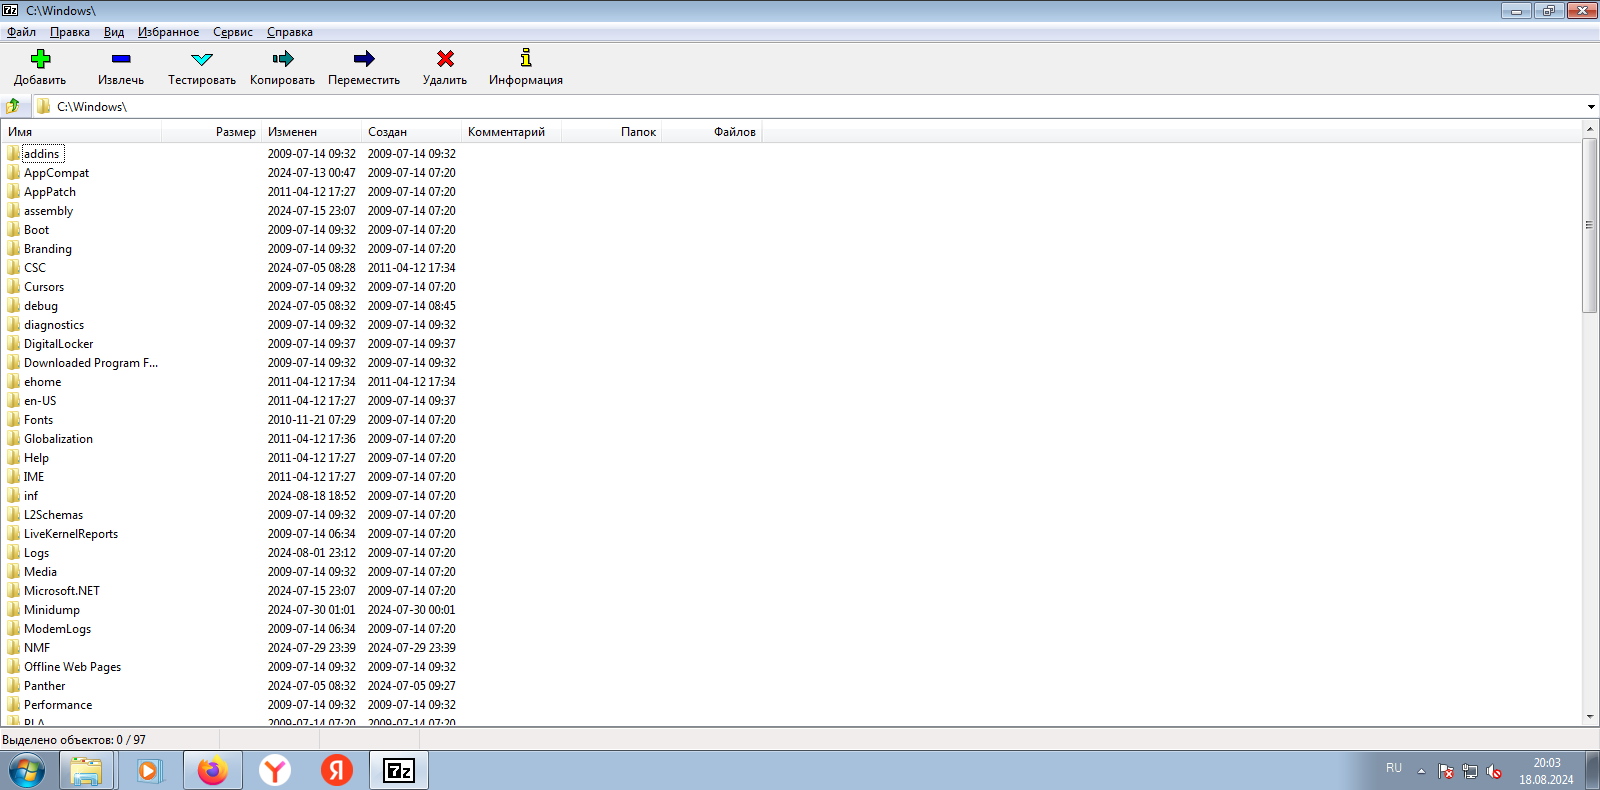 C:\Windows\
Файл Правка Вид Избранное Сервис Справка
Добавить Извлечь Тестировать Копировать Переместить Удалить Информация
C:\Windows\
Имя Размер Изменен Создан Комментарий Папок Файлов
addins 2009-07-14 09:32 2009-07-14 09:32
AppCompat 2024-07-13 00:47 2009-07-14 07:20
AppPatch 2011-04-12 17:27 2009-07-14 07:20
assembly 2024-07-15 23:07 2009-07-14 07:20
Boot 2009-07-14 09:32 2009-07-14 07:20
Branding 2009-07-14 09:32 2009-07-14 07:20
CSC 2024-07-05 08:28 2011-04-12 17:34
Cursors 2009-07-14 09:32 2009-07-14 07:20
debug 2024-07-05 08:32 2009-07-14 08:45
diagnostics 2009-07-14 09:32 2009-07-14 09:32
DigitalLocker 2009-07-14 09:37 2009-07-14 09:37
Downloaded Program F... 2009-07-14 09:32 2009-07-14 09:32
ehome 2011-04-12 17:34 2011-04-12 17:34
en-US 2011-04-12 17:27 2009-07-14 09:37
Fonts 2010-11-21 07:29 2009-07-14 07:20
Globalization 2011-04-12 17:36 2009-07-14 07:20
Help 2011-04-12 17:27 2009-07-14 07:20
IME 2011-04-12 17:27 2009-07-14 07:20
inf 2024-08-18 18:52 2009-07-14 07:20
L2Schemas 2009-07-14 09:32 2009-07-14 07:20
LiveKernelReports 2009-07-14 06:34 2009-07-14 07:20
Logs 2024-08-01 23:12 2009-07-14 07:20
Media 2009-07-14 09:32 2009-07-14 07:20
Microsoft.NET 2024-07-15 23:07 2009-07-14 07:20
Minidump 2024-07-30 01:01 2024-07-30 00:01
ModemLogs 2009-07-14 06:34 2009-07-14 07:20
NMF 2024-07-29 23:39 2024-07-29 23:39
Offline Web Pages 2009-07-14 09:32 2009-07-14 09:32
Panther 2024-07-05 08:32 2024-07-05 09:27
Performance 2009-07-14 09:32 2009-07-14 09:32
PLA 2009-07-14 07:20 2009-07-14 07:20
Выделено объектов: 0 / 97
RU 20:03
18.08.2024